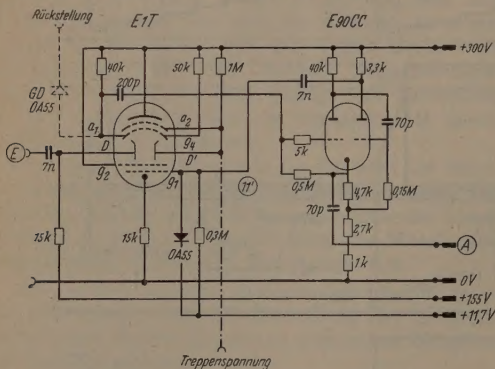 Rückstellung
E1T
E90CC
+300V
40k
200p
50k
1M
40k
3,3k
7n
70p
GD
OA55
a₁
a₂
g₄
D
D'
g₂
g₁
E
7n
11'
5k
0,5M
4,7k
0,15M
70p
2,7k
1k
A
15k
15k
OA55
0,3M
0V
+155V
+11,7V
Treppenspannung